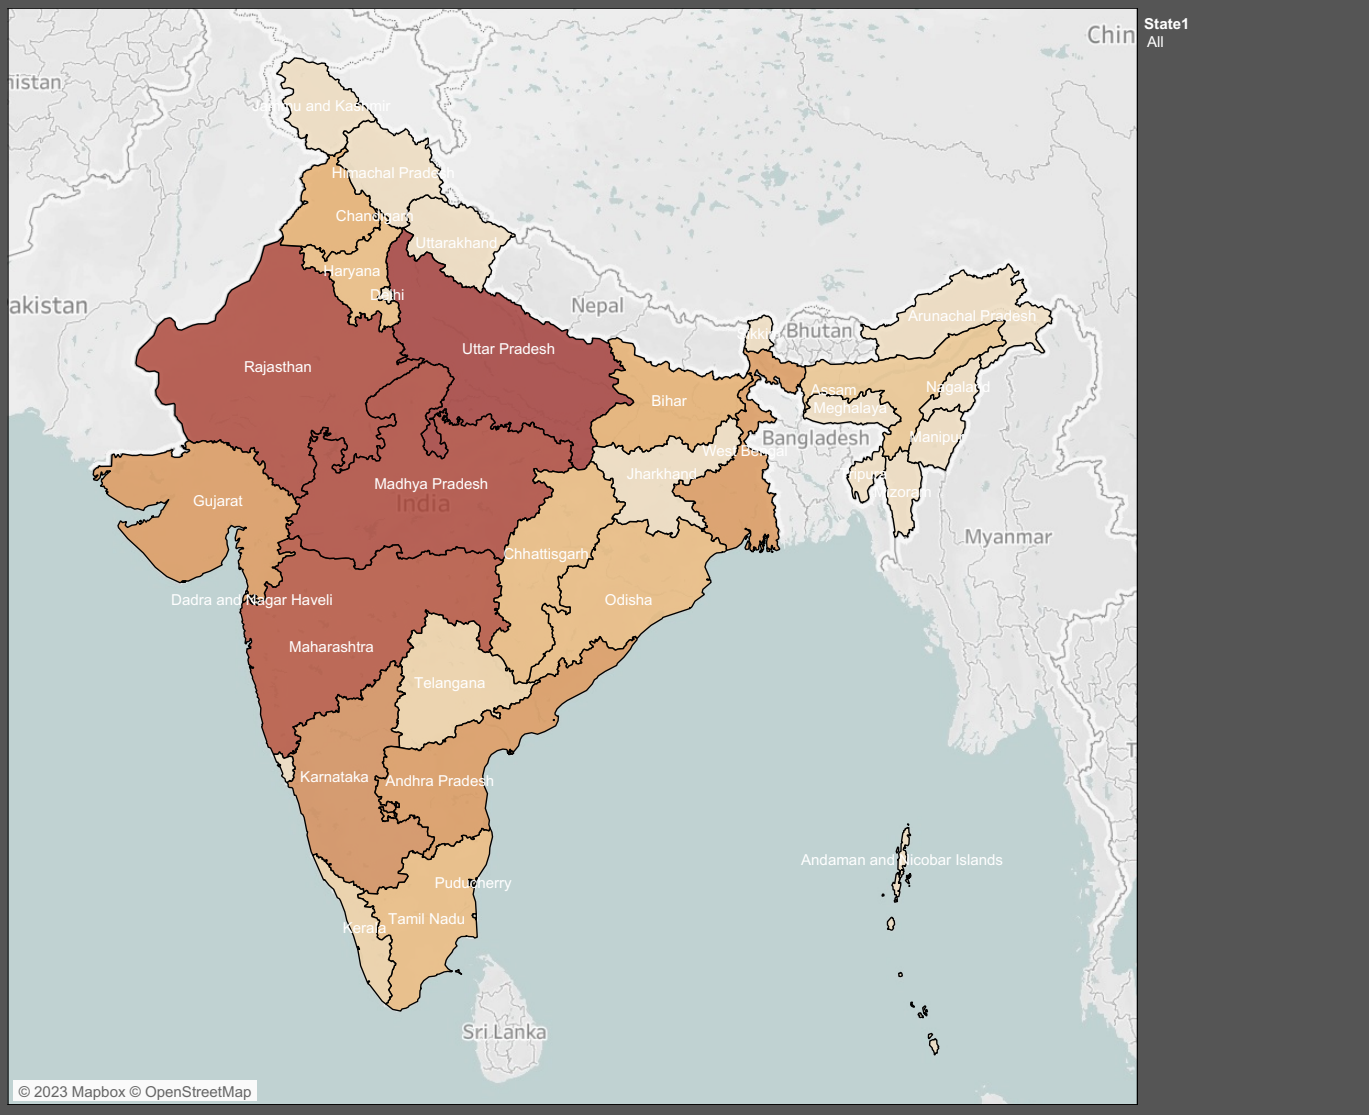 State1
All
Chin
nistan
Jammu and Kashmir
Himachal Pradesh
Chandigarh
Uttarakhand
Haryana
Delhi
akistan
Nepal
Arunachal Pradesh
Bhutan
Uttar Pradesh
Rajasthan
Assam
Nagaland
Bihar
Meghalaya
Bangladesh
Manipur
West Bengal
Jharkhand
Madhya Pradesh
Mizoram
India
Gujarat
Myanmar
Chhattisgarh
Dadra and Nagar Haveli
Odisha
Maharashtra
Telangana
T
Karnataka
Andhra Pradesh
Andaman and Nicobar Islands
Puducherry
Tamil Nadu
Kerala
Sri Lanka
© 2023 Mapbox © OpenStreetMap